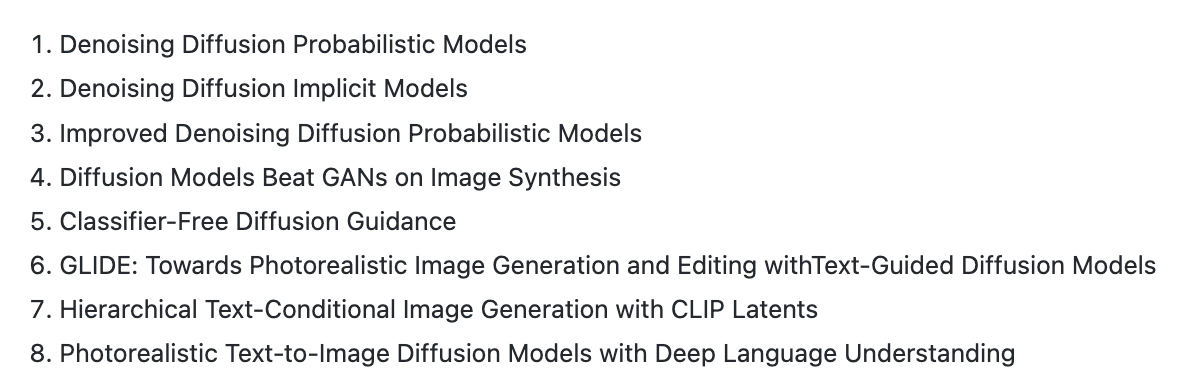 1. Denoising Diffusion Probabilistic Models
2. Denoising Diffusion Implicit Models
3. Improved Denoising Diffusion Probabilistic Models
4. Diffusion Models Beat GANs on Image Synthesis
5. Classifier-Free Diffusion Guidance
6. GLIDE: Towards Photorealistic Image Generation and Editing withText-Guided Diffusion Models
7. Hierarchical Text-Conditional Image Generation with CLIP Latents
8. Photorealistic Text-to-Image Diffusion Models with Deep Language Understanding